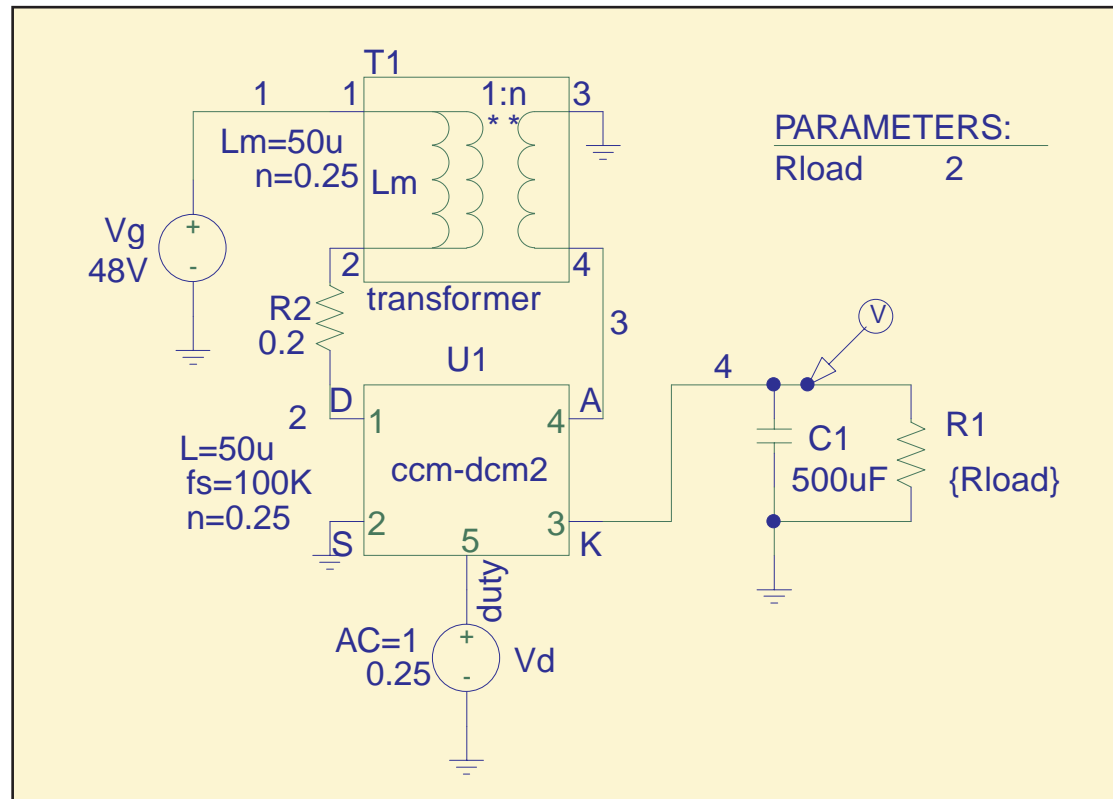 T1
1
1
1:n
* *
3
PARAMETERS:
Rload 2
Lm=50u
n=0.25
Lm
Vg
48V
+
-
2
4
R2
0.2
transformer
3
U1
V
4
2
D
1
4
A
L=50u
fs=100K
n=0.25
ccm-dcm2
C1
500uF
R1
{Rload}
S
2
5
3
K
duty
AC=1
0.25
+
-
Vd